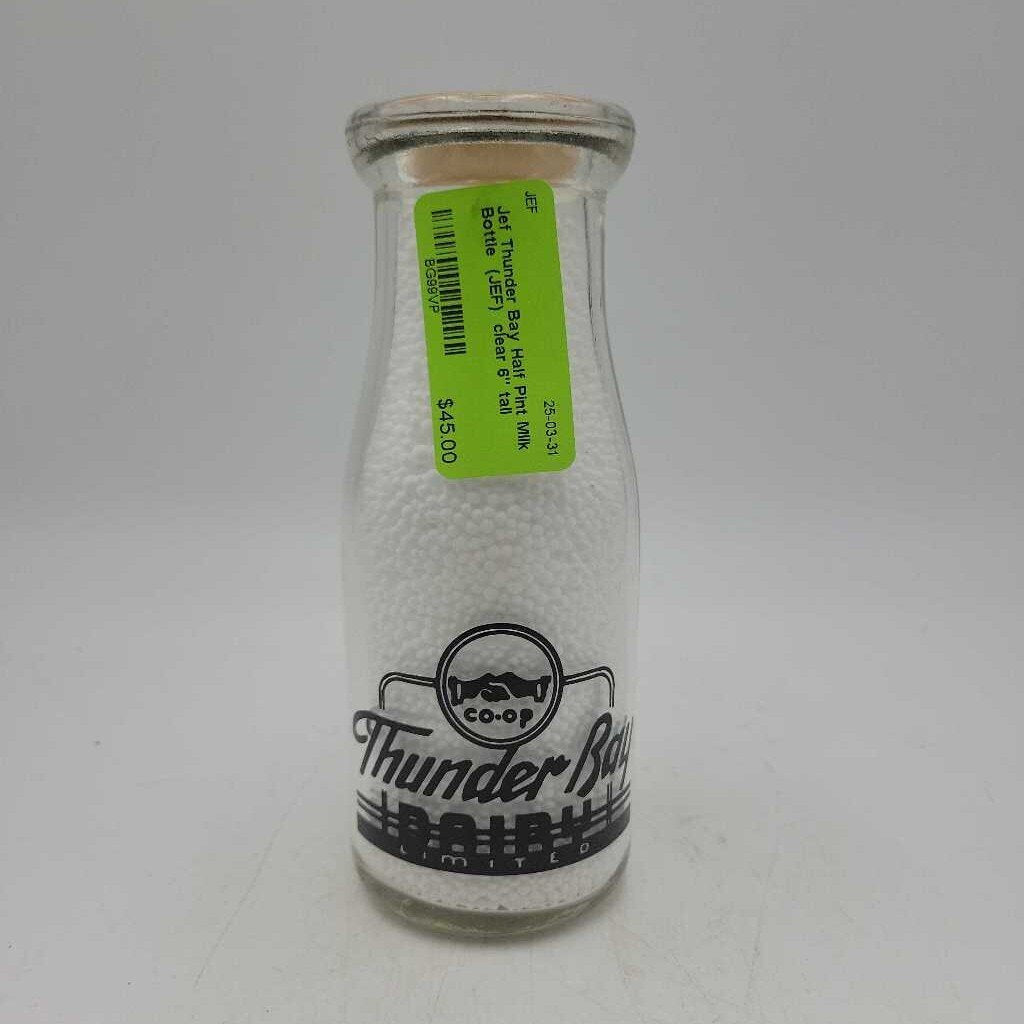 JEF
25-03-31
Jef Thunder Bay Half Pint Milk
Bottle (JEF) clear 6" tall
BG99VP
$45.00
co-op
Thunder Bay
DAIRY
LIMITED